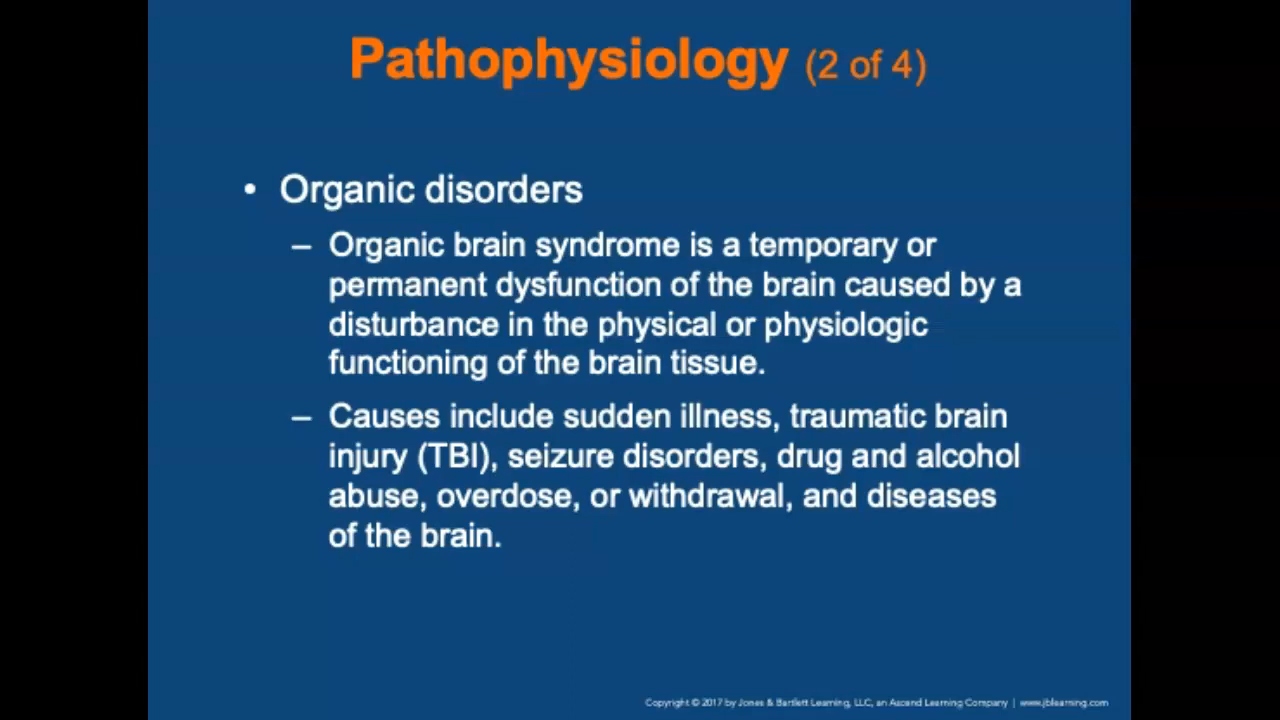 Pathophysiology (2 of 4)
• Organic disorders
– Organic brain syndrome is a temporary or
permanent dysfunction of the brain caused by a
disturbance in the physical or physiologic
functioning of the brain tissue.
– Causes include sudden illness, traumatic brain
injury (TBI), seizure disorders, drug and alcohol
abuse, overdose, or withdrawal, and diseases
of the brain.
Copyright © 2017 by Jones & Bartlett Learning, LLC, an Ascend Learning Company | www.jblearning.com